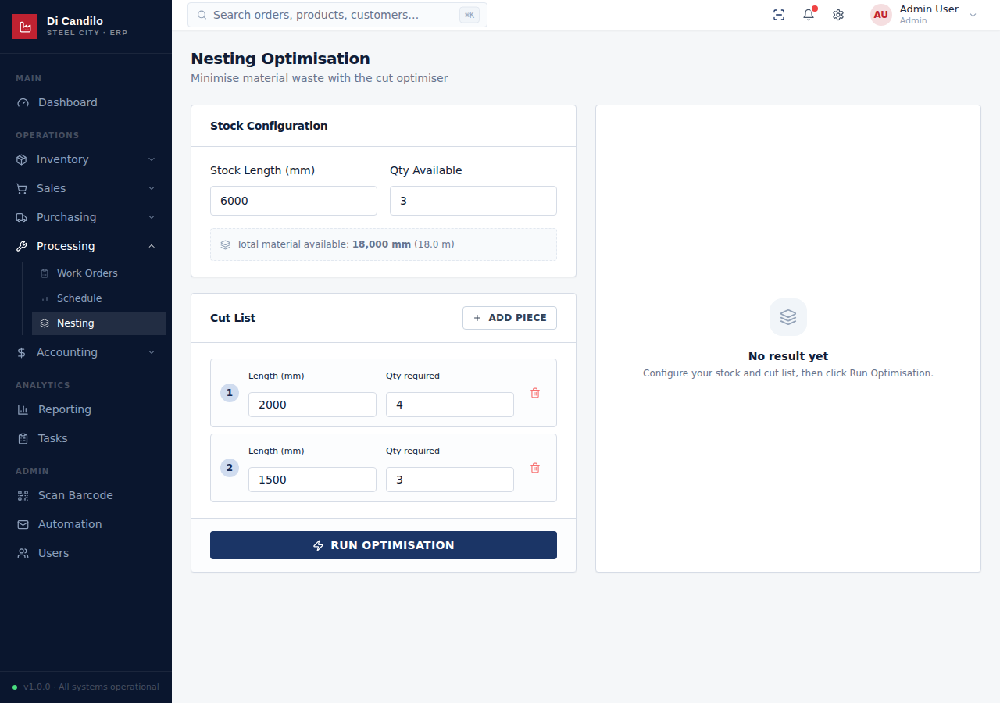 Di Candilo
STEEL CITY · ERP
MAIN
Dashboard
OPERATIONS
Inventory
Sales
Purchasing
Processing
Work Orders
Schedule
Nesting
Accounting
ANALYTICS
Reporting
Tasks
ADMIN
Scan Barcode
Automation
Users
v1.0.0 · All systems operational
Search orders, products, customers...
⌘K
AU
Admin User
Admin
Nesting Optimisation
Minimise material waste with the cut optimiser
Stock Configuration
Stock Length (mm)
Qty Available
6000
3
Total material available: 18,000 mm (18.0 m)
Cut List
ADD PIECE
1
Length (mm)
Qty required
2000
4
2
Length (mm)
Qty required
1500
3
RUN OPTIMISATION
No result yet
Configure your stock and cut list, then click Run Optimisation.